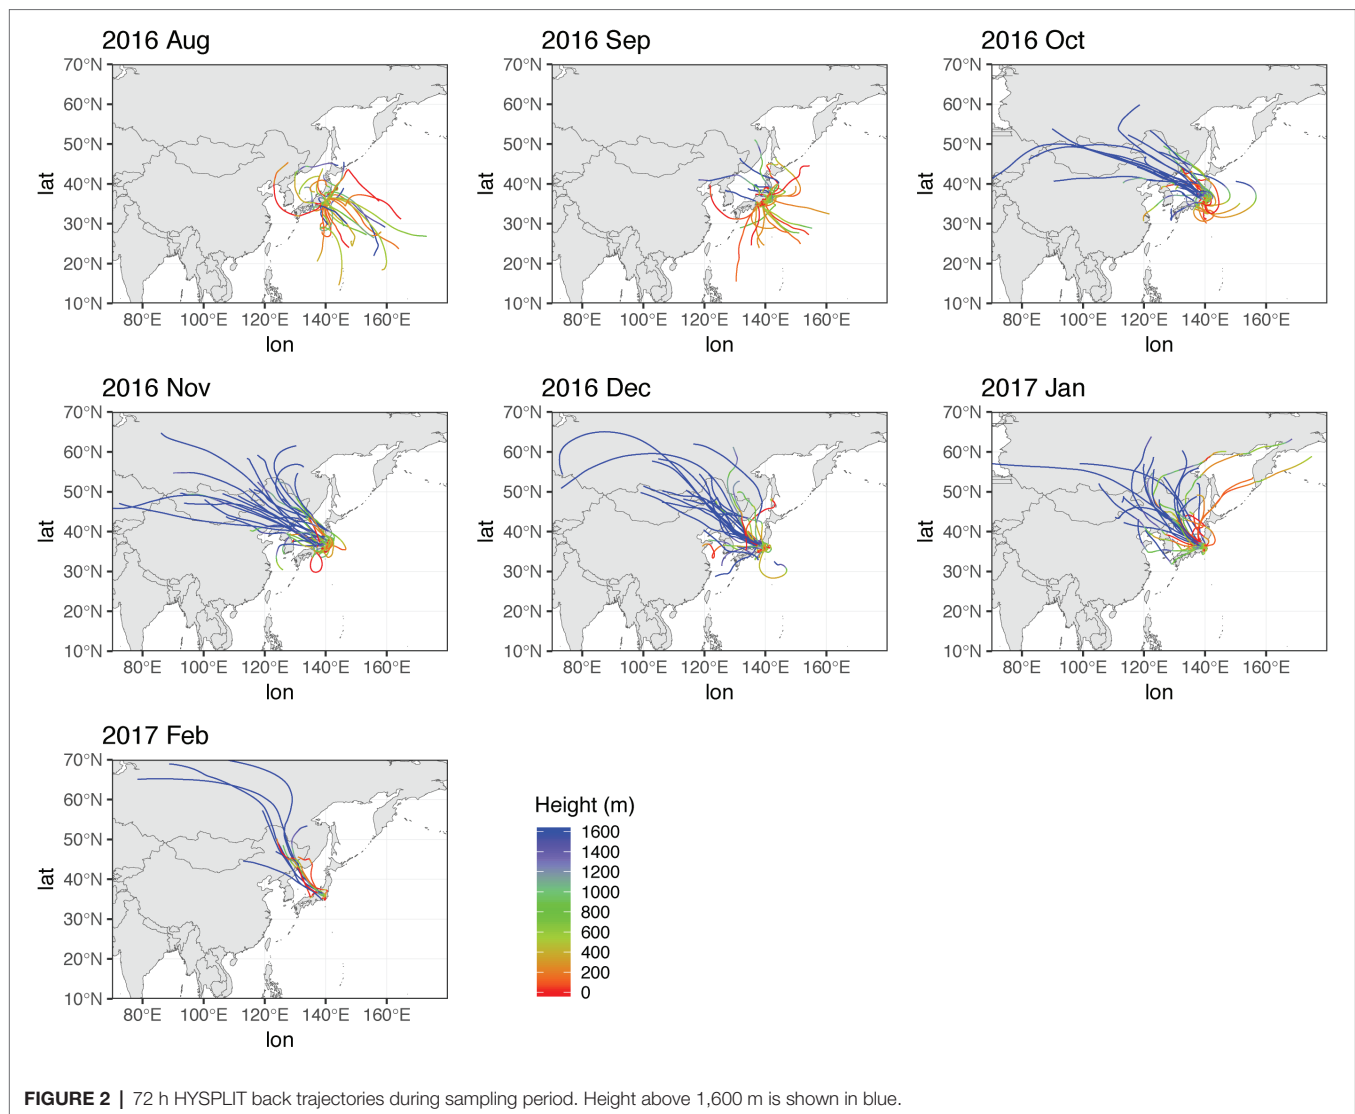 2016 Aug
2016 Sep
2016 Oct
70°N
60°N
50°N
40°N
30°N
20°N
10°N
lat
80°E 100°E 120°E 140°E 160°E
lon
70°N
60°N
50°N
40°N
30°N
20°N
10°N
lat
80°E 100°E 120°E 140°E 160°E
lon
70°N
60°N
50°N
40°N
30°N
20°N
10°N
lat
80°E 100°E 120°E 140°E 160°E
lon
2016 Nov
2016 Dec
2017 Jan
70°N
60°N
50°N
40°N
30°N
20°N
10°N
lat
80°E 100°E 120°E 140°E 160°E
lon
70°N
60°N
50°N
40°N
30°N
20°N
10°N
lat
80°E 100°E 120°E 140°E 160°E
lon
70°N
60°N
50°N
40°N
30°N
20°N
10°N
lat
80°E 100°E 120°E 140°E 160°E
lon
2017 Feb
70°N
60°N
50°N
40°N
30°N
20°N
10°N
lat
80°E 100°E 120°E 140°E 160°E
lon
Height (m)
1600
1400
1200
1000
800
600
400
200
0
FIGURE 2 | 72 h HYSPLIT back trajectories during sampling period. Height above 1,600 m is shown in blue.